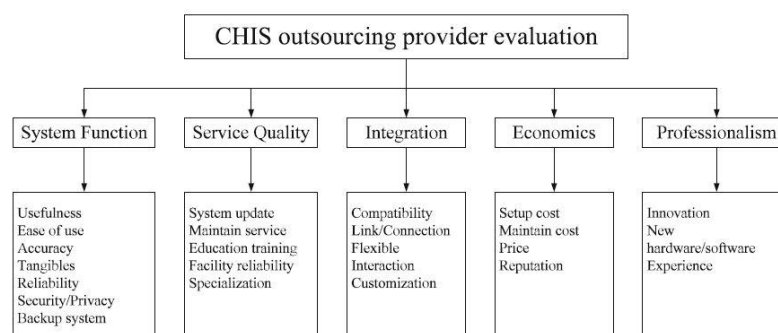 CHIS outsourcing provider evaluation
System Function
Service Quality
Integration
Economics
Professionalism
Usefulness
Ease of use
Accuracy
Tangibles
Reliability
Security/Privacy
Backup system
System update
Maintain service
Education training
Facility reliability
Specialization
Compatibility
Link/Connection
Flexible
Interaction
Customization
Setup cost
Maintain cost
Price
Reputation
Innovation
New
hardware/software
Experience